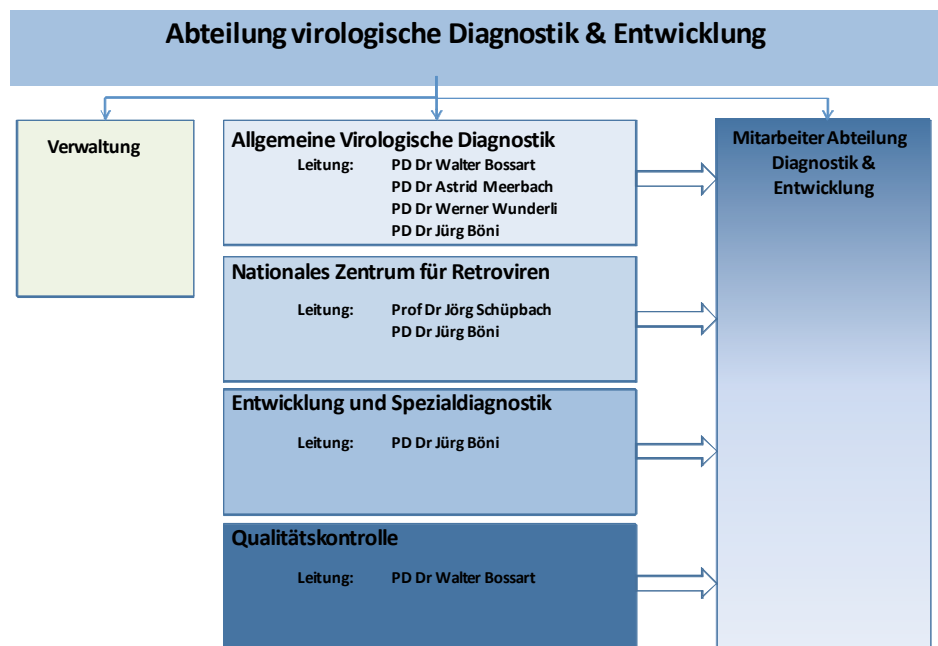 Abteilung virologische Diagnostik & Entwicklung
Verwaltung
Allgemeine Virologische Diagnostik
Leitung: PD Dr Walter Bossart
PD Dr Astrid Meerbach
PD Dr Werner Wunderli
PD Dr Jürg Böni
Nationales Zentrum für Retroviren
Leitung: Prof Dr Jörg Schüpbach
PD Dr Jürg Böni
Entwicklung und Spezialdiagnostik
Leitung: PD Dr Jürg Böni
Qualitätskontrolle
Leitung: PD Dr Walter Bossart
Mitarbeiter Abteilung
Diagnostik &
Entwicklung